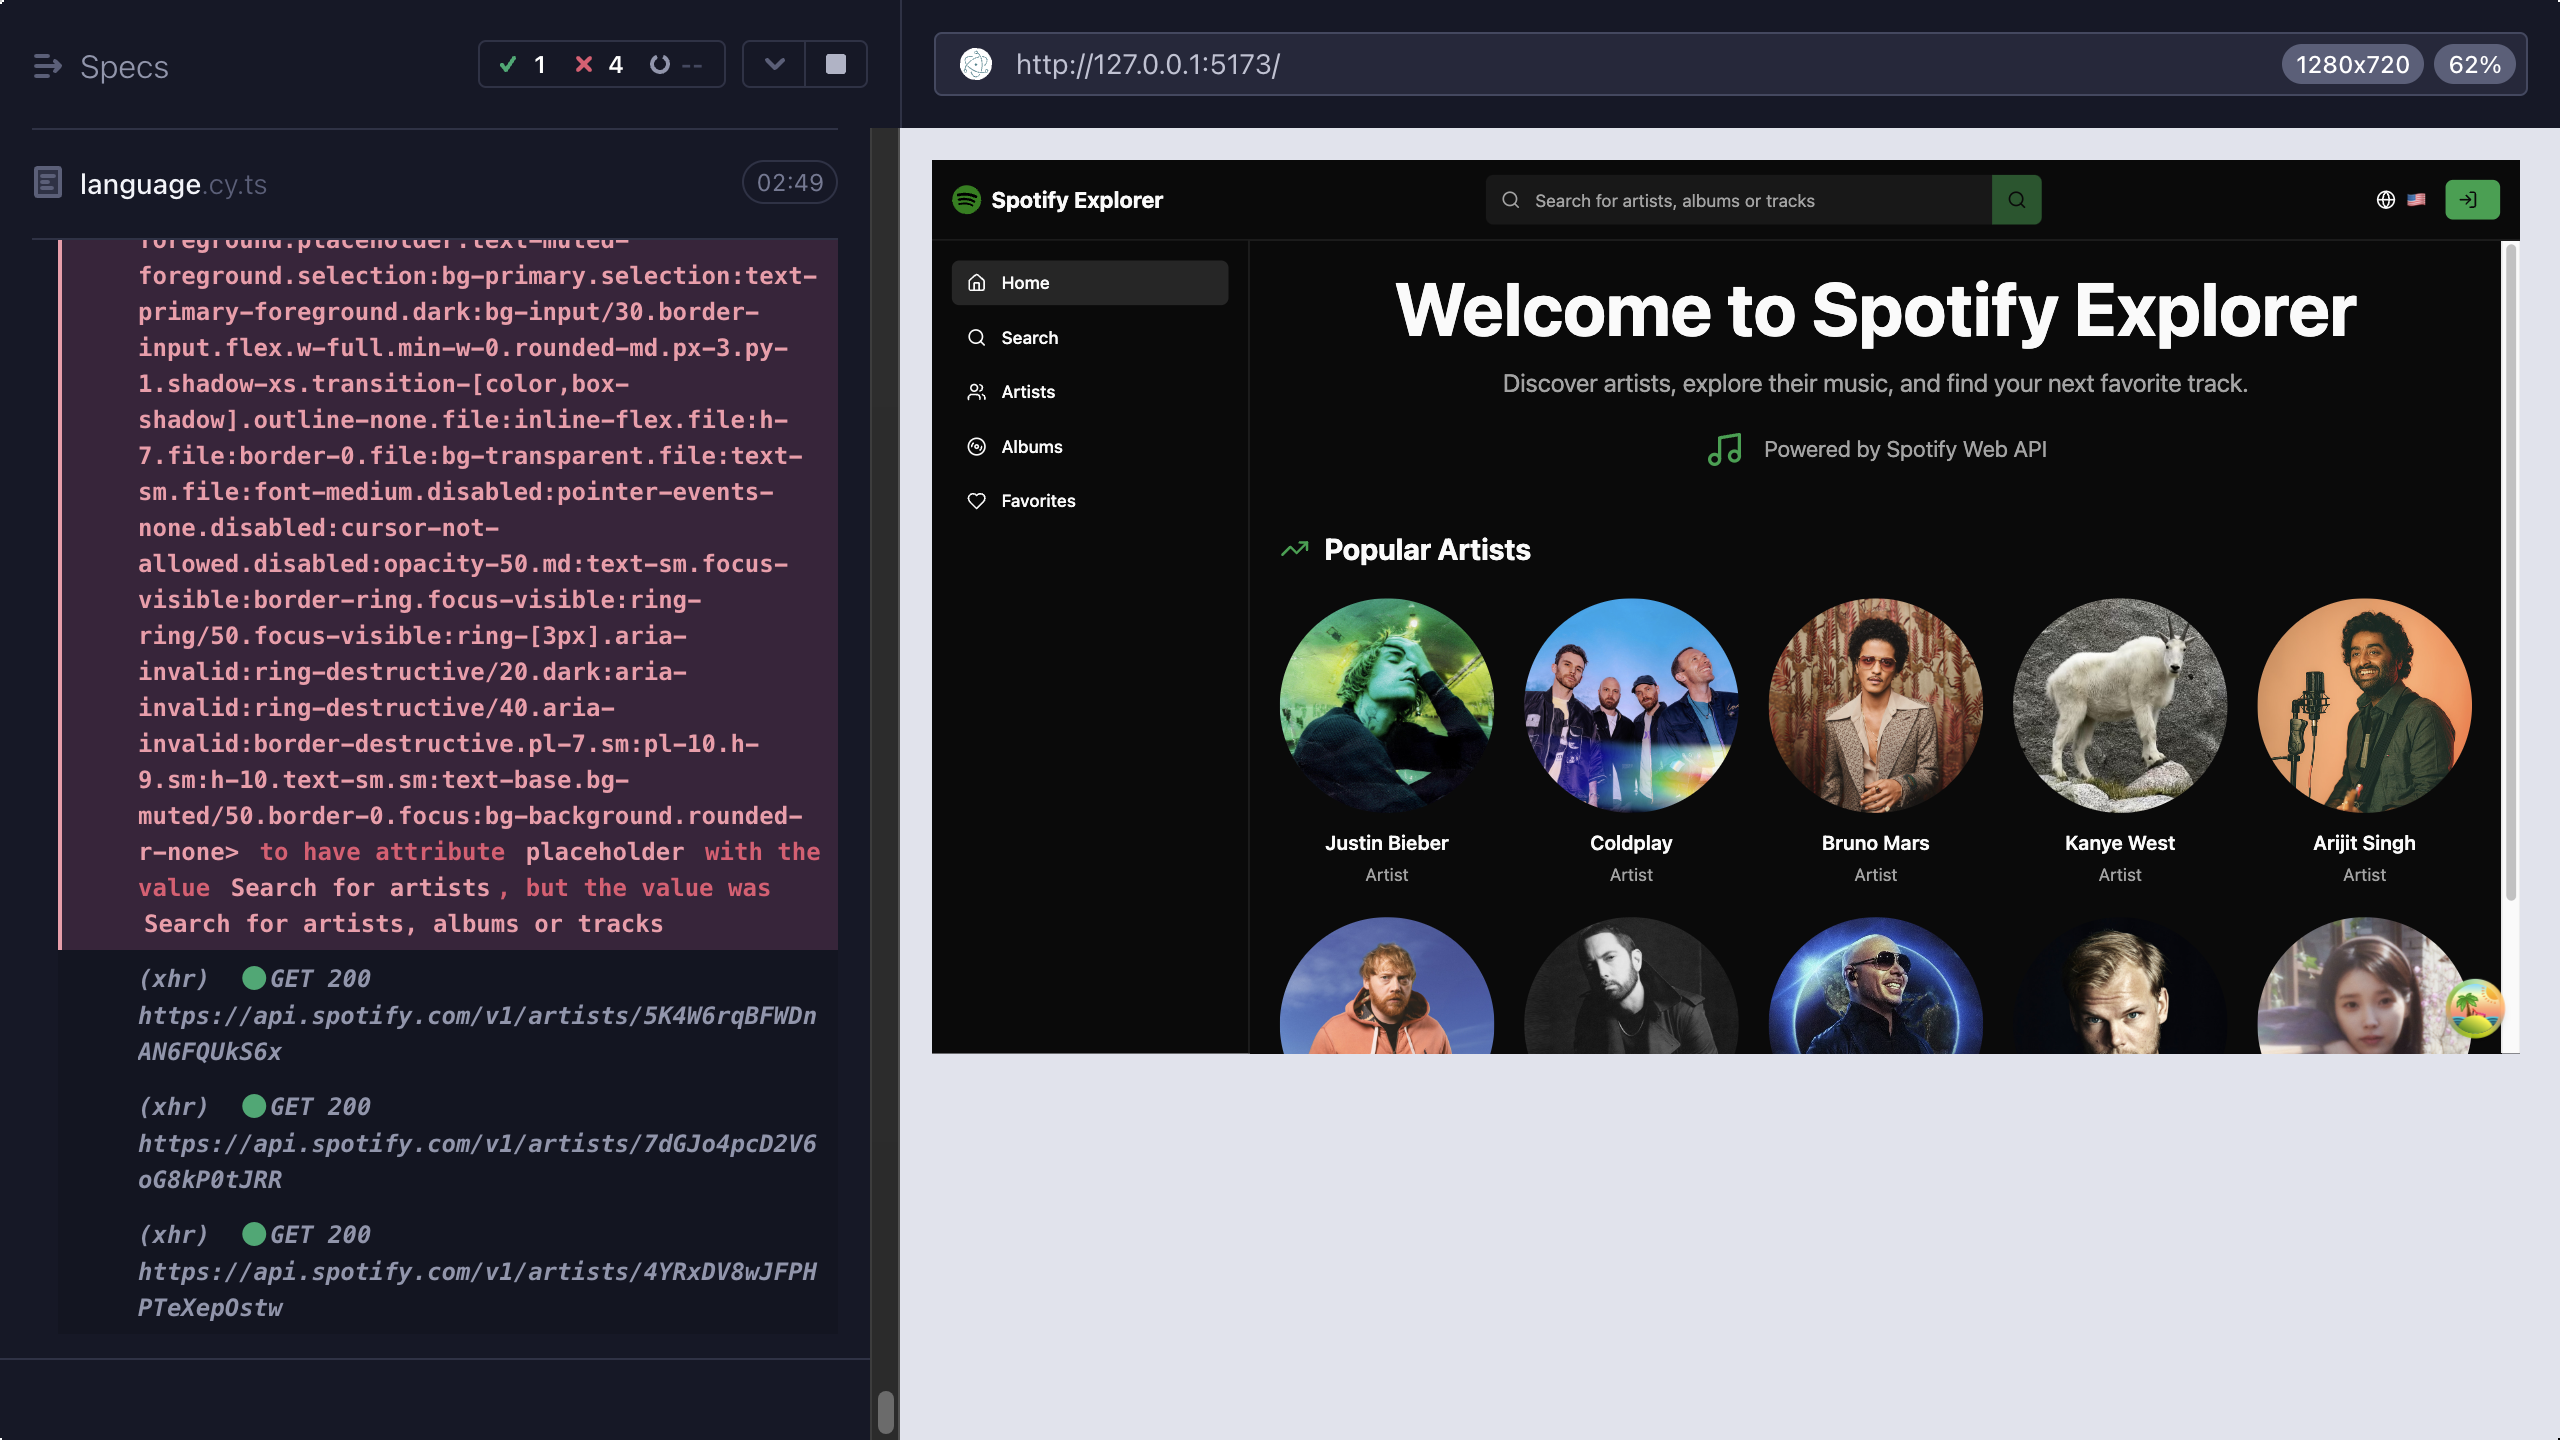 Specs
1
4
--
language.cy.ts
02:49
foreground.placeholder:text-muted-
foreground.selection:bg-primary.selection:text-
primary-foreground.dark:bg-input/30.border-
input.flex.w-full.min-w-0.rounded-md.px-3.py-
1.shadow-xs.transition-[color,box-
shadow].outline-none.file:inline-flex.file:h-
7.file:border-0.file:bg-transparent.file:text-
sm.file:font-medium.disabled:pointer-events-
none.disabled:cursor-not-
allowed.disabled:opacity-50.md:text-sm.focus-
visible:border-ring.focus-visible:ring-
ring/50.focus-visible:ring-[3px].aria-
invalid:ring-destructive/20.dark:aria-
invalid:ring-destructive/40.aria-
invalid:border-destructive.pl-7.sm:pl-10.h-
9.sm:h-10.text-sm.sm:text-base.bg-
muted/50.border-0.focus:bg-background.rounded-
r-none> to have attribute placeholder with the
value Search for artists, but the value was
Search for artists, albums or tracks
(xhr) GET 200
https://api.spotify.com/v1/artists/5K4W6rqBFWDn
AN6FQUkS6x
(xhr) GET 200
https://api.spotify.com/v1/artists/7dGJo4pcD2V6
oG8kP0tJRR
(xhr) GET 200
https://api.spotify.com/v1/artists/4YRxDV8wJFPH
PTeXepOstw
http://127.0.0.1:5173/
1280x720
62%
Spotify Explorer
Search for artists, albums or tracks
Home
Search
Artists
Albums
Favorites
Welcome to Spotify Explorer
Discover artists, explore their music, and find your next favorite track.
Powered by Spotify Web API
Popular Artists
Justin Bieber
Artist
Coldplay
Artist
Bruno Mars
Artist
Kanye West
Artist
Arijit Singh
Artist